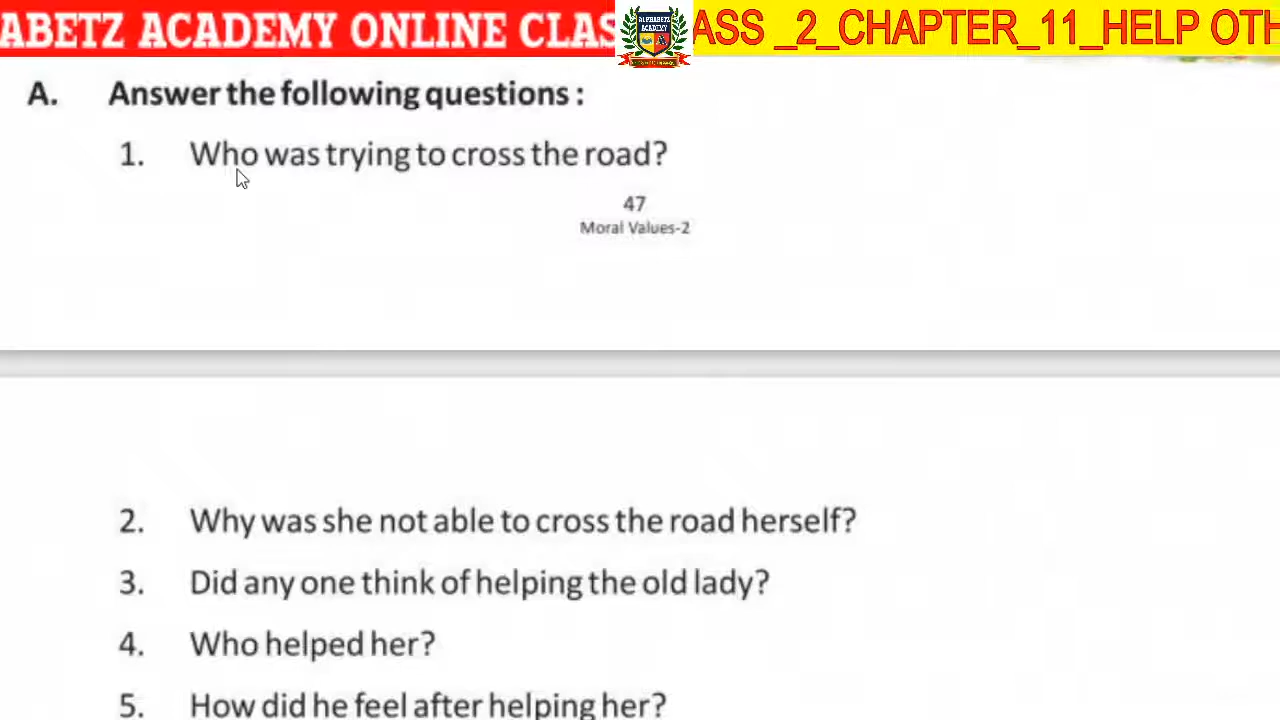 ABETZ ACADEMY ONLINE CLAS
ALPHABETZ
ACADEMY
ASS _2_CHAPTER_11_HELP OTH
A. Answer the following questions :
1. Who was trying to cross the road?
47
Moral Values-2
2. Why was she not able to cross the road herself?
3. Did any one think of helping the old lady?
4. Who helped her?
5. How did he feel after helping her?